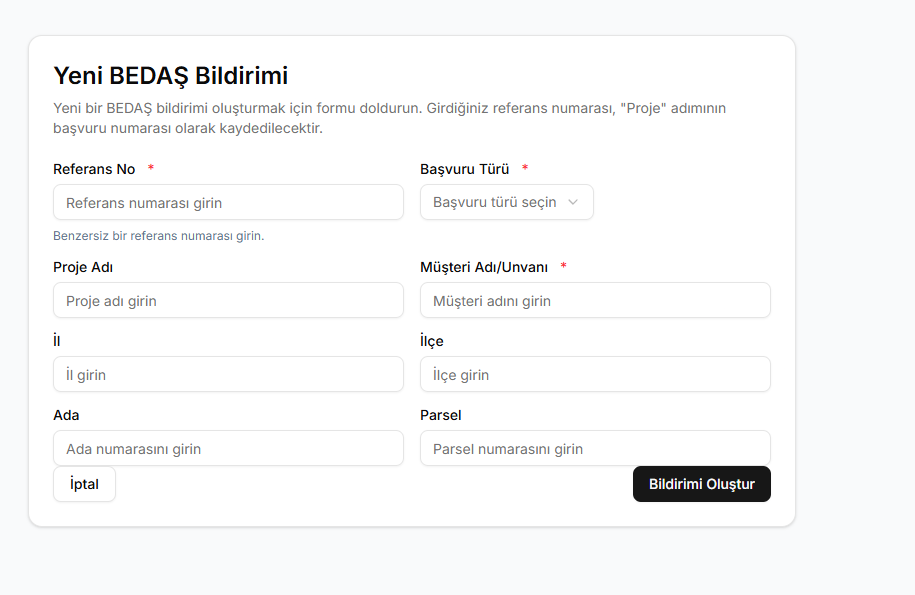 Yeni BEDAŞ Bildirimi
Yeni bir BEDAŞ bildirimi oluşturmak için formu doldurun. Girdiğiniz referans numarası, "Proje" adımının
başvuru numarası olarak kaydedilecektir.
Referans No *
Başvuru Türü *
Referans numarası girin
Başvuru türü seçin
Benzersiz bir referans numarası girin.
Proje Adı
Müşteri Adı/Unvanı *
Proje adı girin
Müşteri adını girin
İl
İlçe
İl girin
İlçe girin
Ada
Parsel
Ada numarasını girin
Parsel numarasını girin
İptal
Bildirimi Oluştur